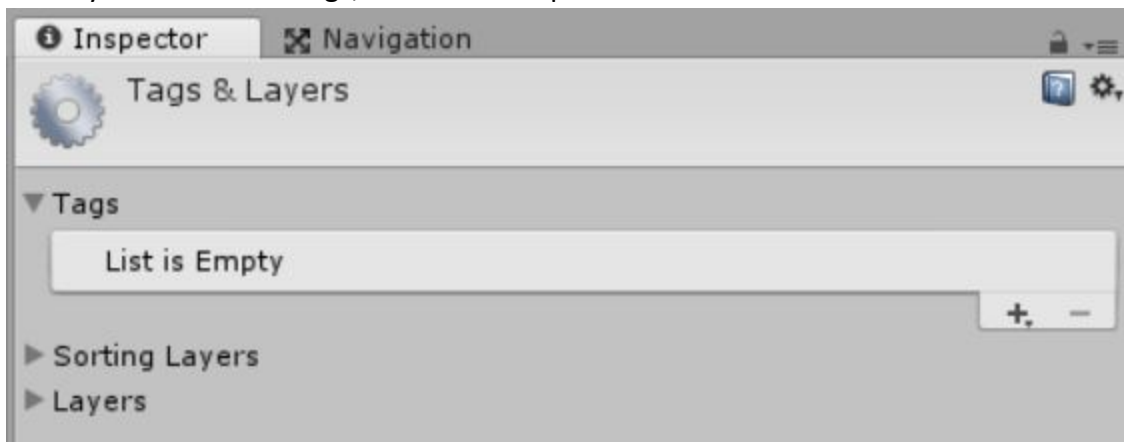 Inspector
Navigation
Tags & Layers
Tags
List is Empty
Sorting Layers
Layers